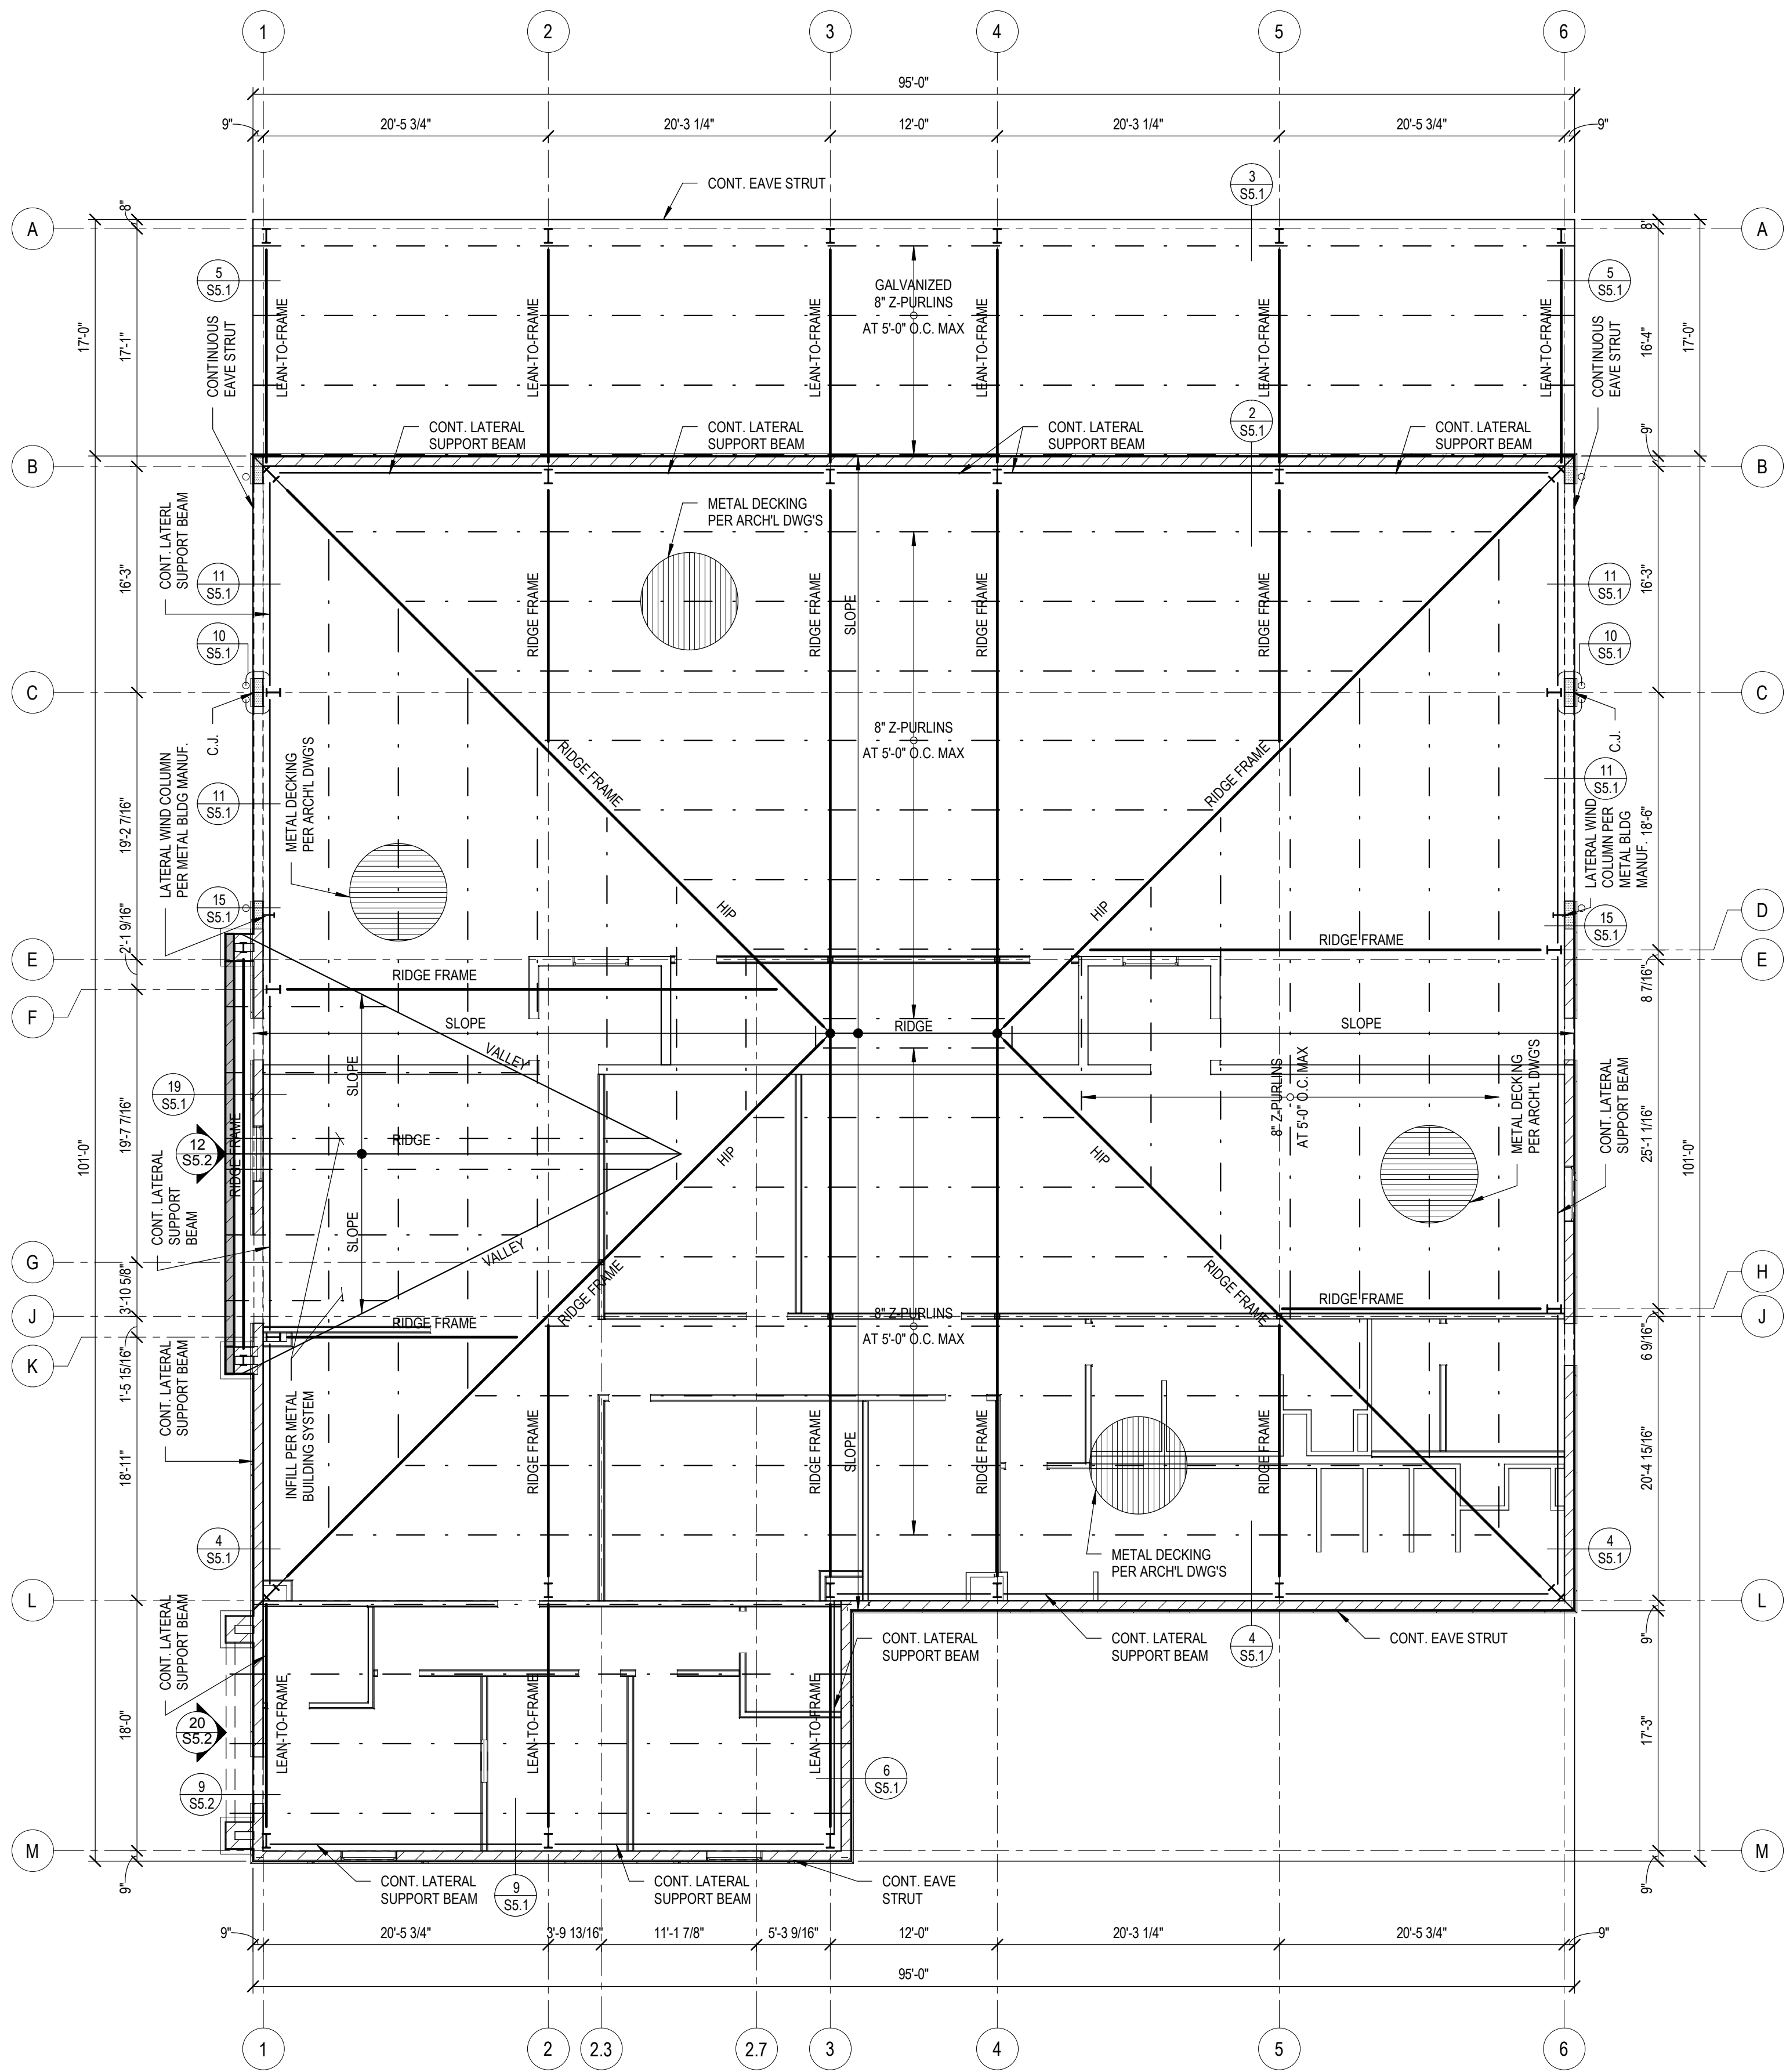 1
2
3
4
5
6
95'-0"
9"
20'-5 3/4"
20'-3 1/4"
12'-0"
20'-3 1/4"
20'-5 3/4"
9"
CONT. EAVE STRUT
3
S5.1
A
8"
8"
A
17'-0"
17'-1"
5
S5.1
CONTINUOUS
EAVE STRUT
LEAN-TO-FRAME
LEAN-TO-FRAME
LEAN-TO-FRAME
GALVANIZED
8" Z-PURLINS
AT 5'-0" O.C. MAX
LEAN-TO-FRAME
LEAN-TO-FRAME
LEAN-TO-FRAME
5
S5.1
CONTINUOUS
EAVE STRUT
16'-4"
17'-0"
2
S5.1
CONT. LATERAL
SUPPORT BEAM
CONT. LATERAL
SUPPORT BEAM
CONT. LATERAL
SUPPORT BEAM
CONT. LATERAL
SUPPORT BEAM
9"
B
B
METAL DECKING
PER ARCH'L DWG'S
16'-3"
CONT. LATERL
SUPPORT BEAM
11
S5.1
10
S5.1
RIDGE FRAME
RIDGE FRAME
SLOPE
RIDGE FRAME
RIDGE FRAME
11
S5.1
16'-3"
10
S5.1
C
C
C.J.
C.J.
8" Z-PURLINS
AT 5'-0" O.C. MAX
RIDGE FRAME
RIDGE FRAME
19'-2 7/16"
LATERAL WIND COLUMN
PER METAL BLDG MANUF.
11
S5.1
METAL DECKING
PER ARCH'L DWG'S
11
S5.1
LATERAL WIND
COLUMN PER
METAL BLDG
MANUF.
18'-6"
15
S5.1
HIP
HIP
15
S5.1
D
2'-1 9/16"
RIDGE FRAME
E
E
RIDGE FRAME
8 7/16"
F
SLOPE
RIDGE
SLOPE
VALLEY
SLOPE
19
S5.1
8" Z-PURLINS
AT 5'-0" O.C. MAX
METAL DECKING
PER ARCH'L DWG'S
CONT. LATERAL
SUPPORT BEAM
19'-7 7/16"
101'-0"
12
S5.2
RIDGE FRAME
RIDGE
HIP
HIP
25'-1 1/16"
101'-0"
CONT. LATERAL
SUPPORT
BEAM
SLOPE
VALLEY
G
RIDGE FRAME
RIDGE FRAME
H
3'-10 5/8"
RIDGE FRAME
J
RIDGE FRAME
8" Z-PURLINS
AT 5'-0" O.C. MAX
J
K
1'-5 15/16"
6 9/16"
CONT. LATERAL
SUPPORT BEAM
INFILL PER METAL
BUILDING SYSTEM
18'-11"
RIDGE FRAME
RIDGE FRAME
SLOPE
RIDGE FRAME
RIDGE FRAME
20'-4 15/16"
4
S5.1
METAL DECKING
PER ARCH'L DWG'S
4
S5.1
L
L
CONT. LATERAL
SUPPORT BEAM
CONT. LATERAL
SUPPORT BEAM
CONT. LATERAL
SUPPORT BEAM
4
S5.1
CONT. EAVE STRUT
9"
18'-0"
20
S5.2
LEAN-TO-FRAME
LEAN-TO-FRAME
LEAN-TO-FRAME
17'-3"
9
S5.2
6
S5.1
M
M
9"
CONT. LATERAL
SUPPORT BEAM
9
S5.1
CONT. LATERAL
SUPPORT BEAM
CONT. EAVE
STRUT
9"
9"
20'-5 3/4"
3'-9 13/16"
11'-1 7/8"
5'-3 9/16"
12'-0"
20'-3 1/4"
20'-5 3/4"
9"
95'-0"
1
2
2.3
2.7
3
4
5
6